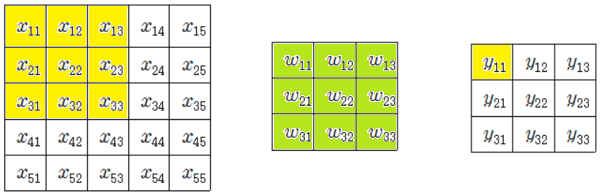 x₁₁ x₁₂ x₁₃ x₁₄ x₁₅
x₂₁ x₂₂ x₂₃ x₂₄ x₂₅
x₃₁ x₃₂ x₃₃ x₃₄ x₃₅
x₄₁ x₄₂ x₄₃ x₄₄ x₄₅
x₅₁ x₅₂ x₅₃ x₅₄ x₅₅
w₁₁ w₁₂ w₁₃
w₂₁ w₂₂ w₂₃
w₃₁ w₃₂ w₃₃
y₁₁ y₁₂ y₁₃
y₂₁ y₂₂ y₂₃
y₃₁ y₃₂ y₃₃